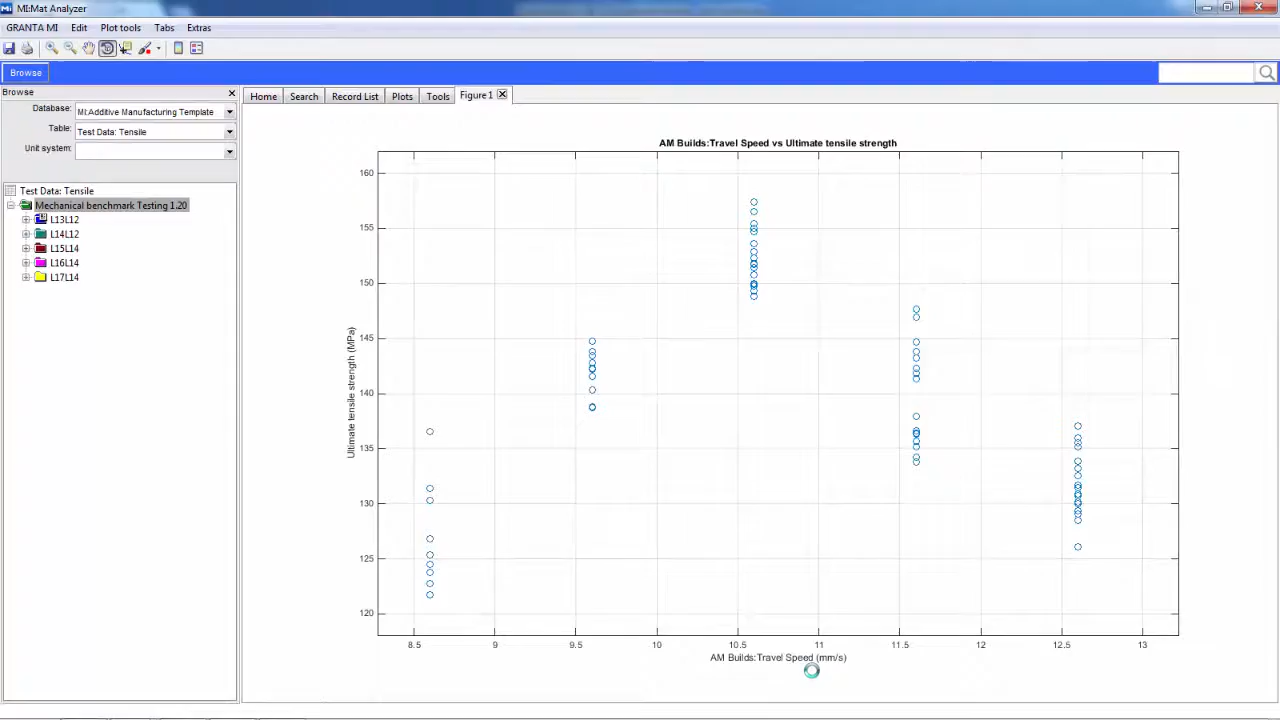 Mi MI:Mat Analyzer
GRANTA MI Edit Plot tools Tabs Extras
Browse
Browse
Database: MI:Additive Manufacturing Template
Table: Test Data: Tensile
Unit system:
Test Data: Tensile
Mechanical benchmark Testing 1.20
L13L12
L14L12
L15L14
L16L14
L17L14
Home Search Record List Plots Tools Figure1
AM Builds:Travel Speed vs Ultimate tensile strength
Ultimate tensile strength (MPa)
160
155
150
145
140
135
130
125
120
8.5 9 9.5 10 10.5 11 11.5 12 12.5 13
AM Builds:Travel Speed (mm/s)